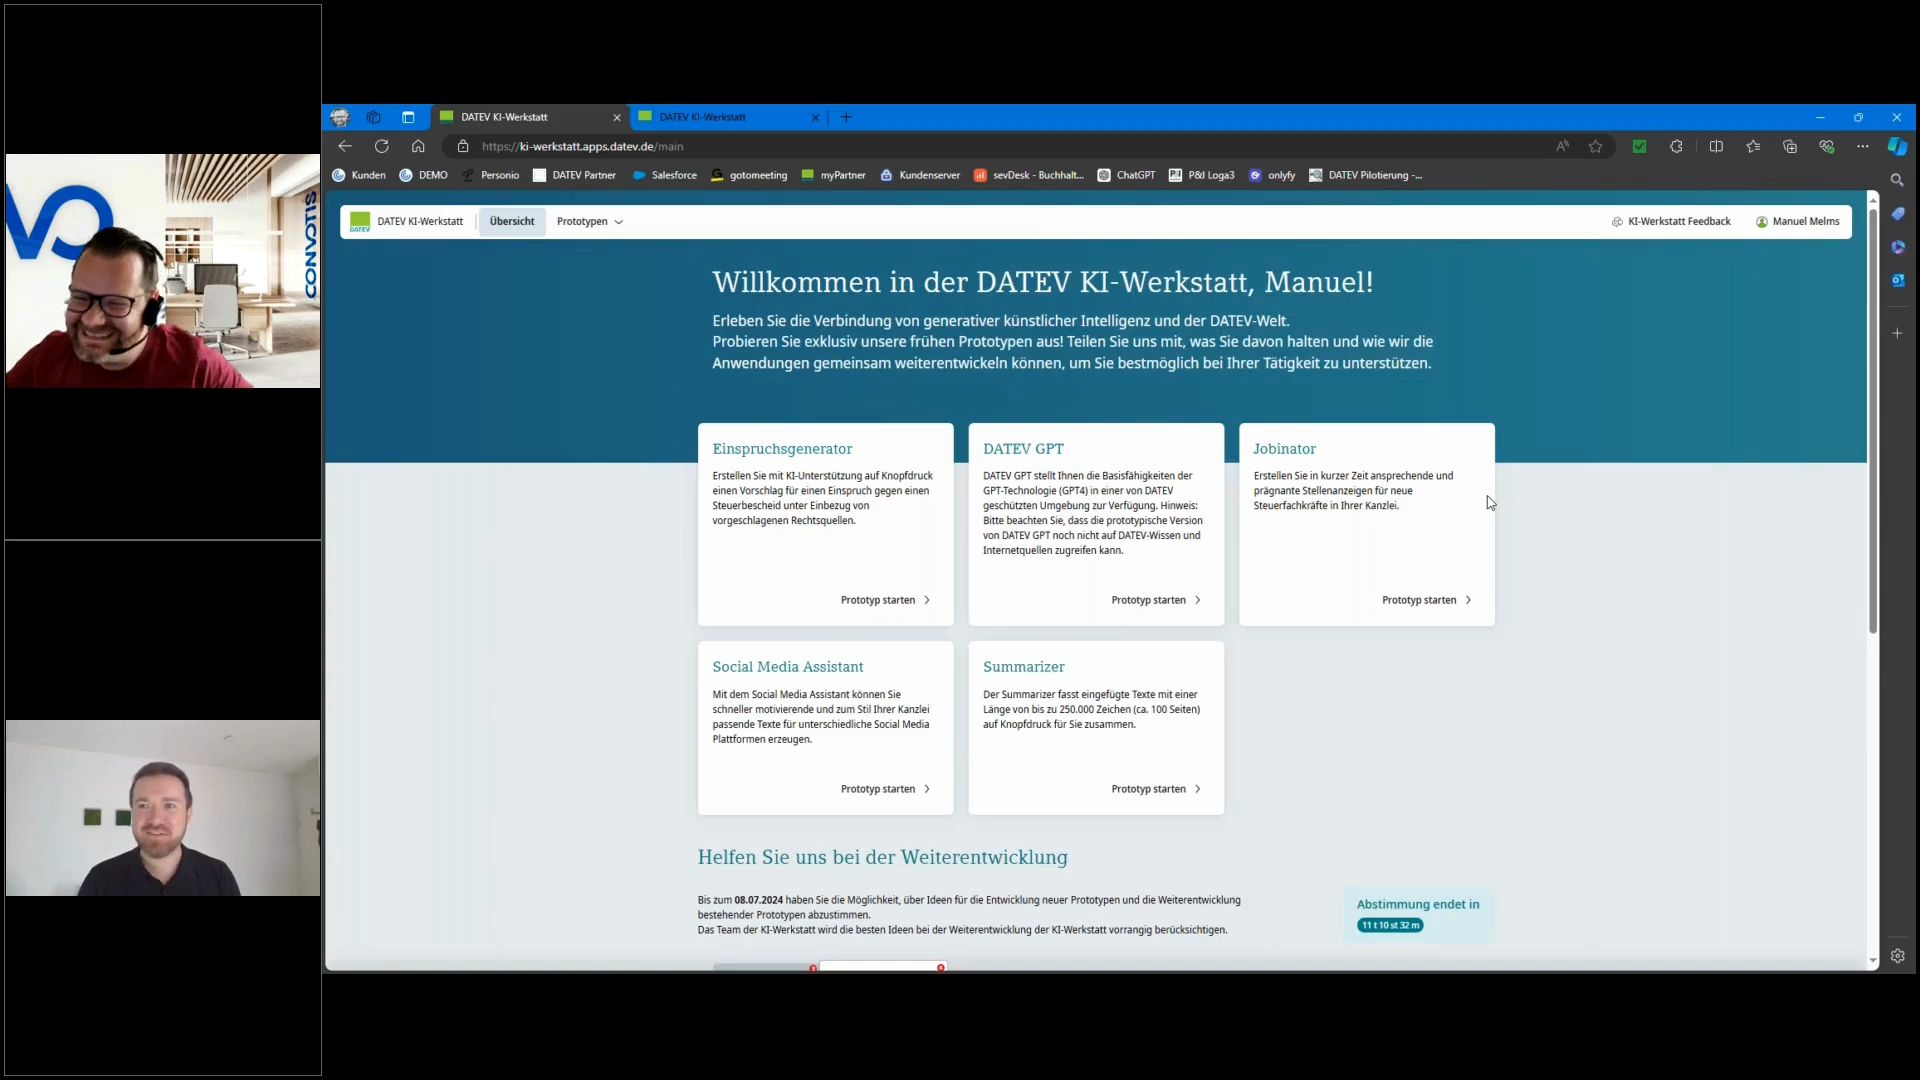 CONVOTIS
DATEV KI-Werkstatt
DATEV KI-Werkstatt
https://ki-werkstatt.apps.datev.de/main
Kunden
DEMO
Personio
DATEV Partner
Salesforce
gotomeeting
myPartner
Kundenserver
sevDesk - Buchhalt...
ChatGPT
P&I Loga3
onlyfy
DATEV Pilotierung -...
DATEV
DATEV KI-Werkstatt
Übersicht
Prototypen
KI-Werkstatt Feedback
Manuel Melms
Willkommen in der DATEV KI-Werkstatt, Manuel!
Erleben Sie die Verbindung von generativer künstlicher Intelligenz und der DATEV-Welt.
Probieren Sie exklusiv unsere frühen Prototypen aus! Teilen Sie uns mit, was Sie davon halten und wie wir die
Anwendungen gemeinsam weiterentwickeln können, um Sie bestmöglich bei Ihrer Tätigkeit zu unterstützen.
Einspruchsgenerator
Erstellen Sie mit KI-Unterstützung auf Knopfdruck
einen Vorschlag für einen Einspruch gegen einen
Steuerbescheid unter Einbezug von
vorgeschlagenen Rechtsquellen.
Prototyp starten
DATEV GPT
DATEV GPT stellt Ihnen die Basisfähigkeiten der
GPT-Technologie (GPT4) in einer von DATEV
geschützten Umgebung zur Verfügung. Hinweis:
Bitte beachten Sie, dass die prototypische Version
von DATEV GPT noch nicht auf DATEV-Wissen und
Internetquellen zugreifen kann.
Prototyp starten
Jobinator
Erstellen Sie in kurzer Zeit ansprechende und
prägnante Stellenanzeigen für neue
Steuerfachkräfte in Ihrer Kanzlei.
Prototyp starten
Social Media Assistant
Mit dem Social Media Assistant können Sie
schneller motivierende und zum Stil Ihrer Kanzlei
passende Texte für unterschiedliche Social Media
Plattformen erzeugen.
Prototyp starten
Summarizer
Der Summarizer fasst eingefügte Texte mit einer
Länge von bis zu 250.000 Zeichen (ca. 100 Seiten)
auf Knopfdruck für Sie zusammen.
Prototyp starten
Helfen Sie uns bei der Weiterentwicklung
Bis zum 08.07.2024 haben Sie die Möglichkeit, über Ideen für die Entwicklung neuer Prototypen und die Weiterentwicklung
bestehender Prototypen abzustimmen.
Das Team der KI-Werkstatt wird die besten Ideen bei der Weiterentwicklung der KI-Werkstatt vorrangig berücksichtigen.
Abstimmung endet in
11 t 10 st 32 m